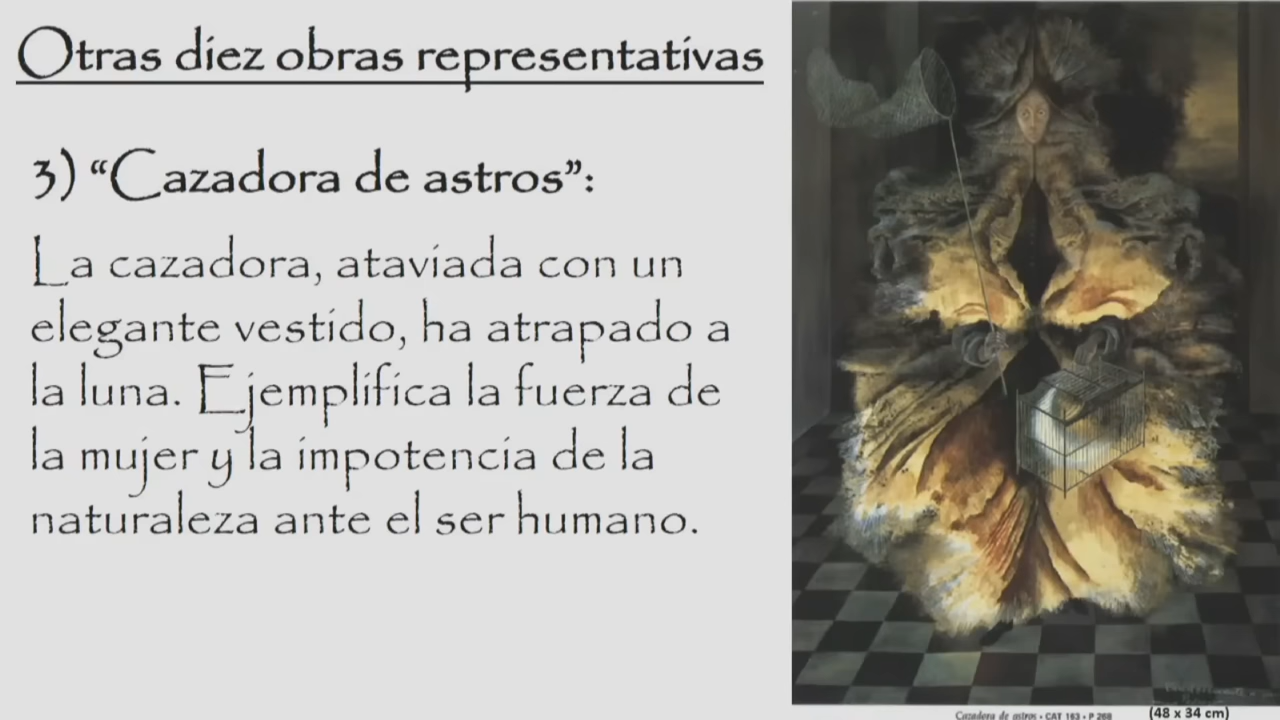 Otras diez obras representativas
3) “Cazadora de astros”:
La cazadora, ataviada con un
elegante vestido, ha atrapado a
la luna. Ejemplifica la fuerza de
la mujer y la impotencia de la
naturaleza ante el ser humano.
Cazadora de astros • CAT 163 • P 268
(48 x 34 cm)